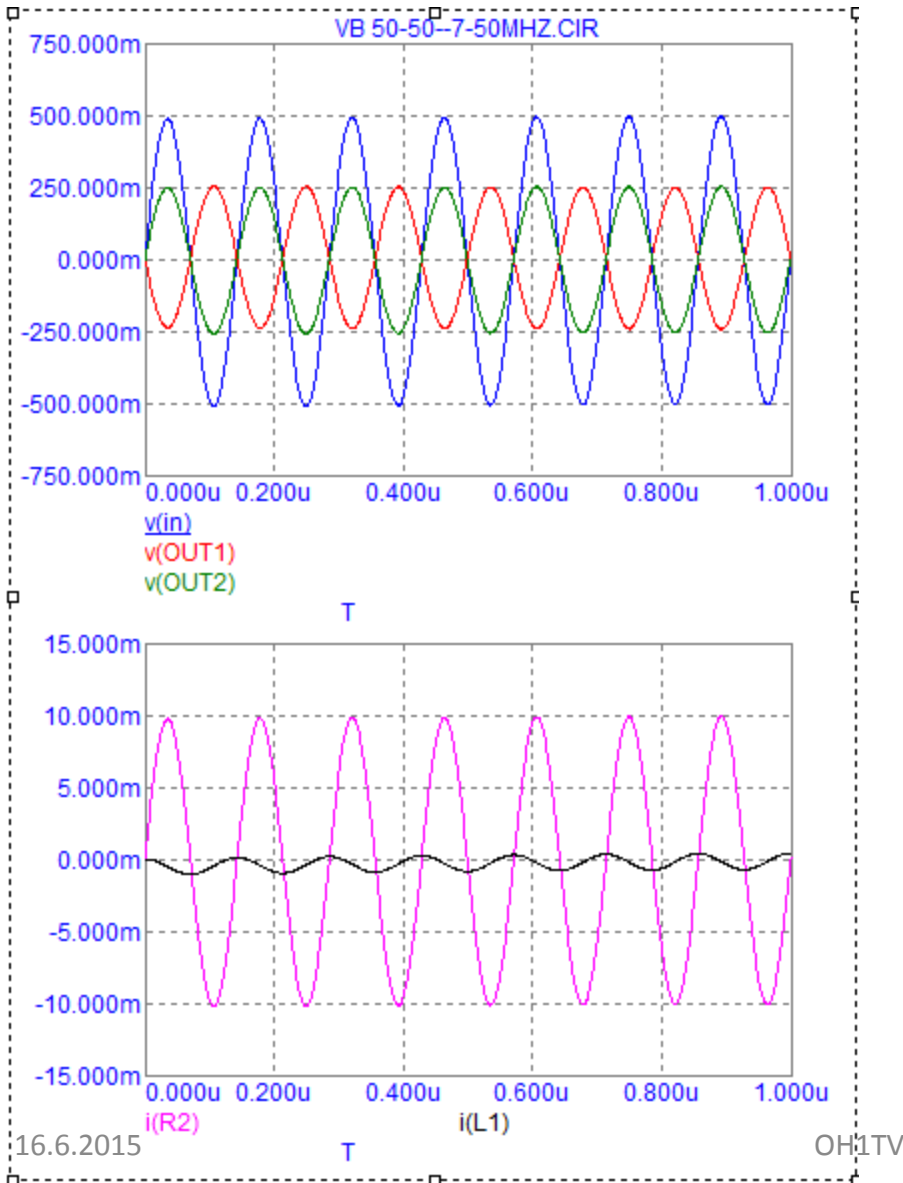 VB 50-50--7-50MHZ.CIR
750.000m
500.000m
250.000m
0.000m
-250.000m
-500.000m
-750.000m
0.000u 0.200u 0.400u 0.600u 0.800u 1.000u
v(in)
v(OUT1)
v(OUT2)
T
15.000m
10.000m
5.000m
0.000m
-5.000m
-10.000m
-15.000m
0.000u 0.200u 0.400u 0.600u 0.800u 1.000u
i(R2) i(L1)
T
16.6.2015 OH1TV